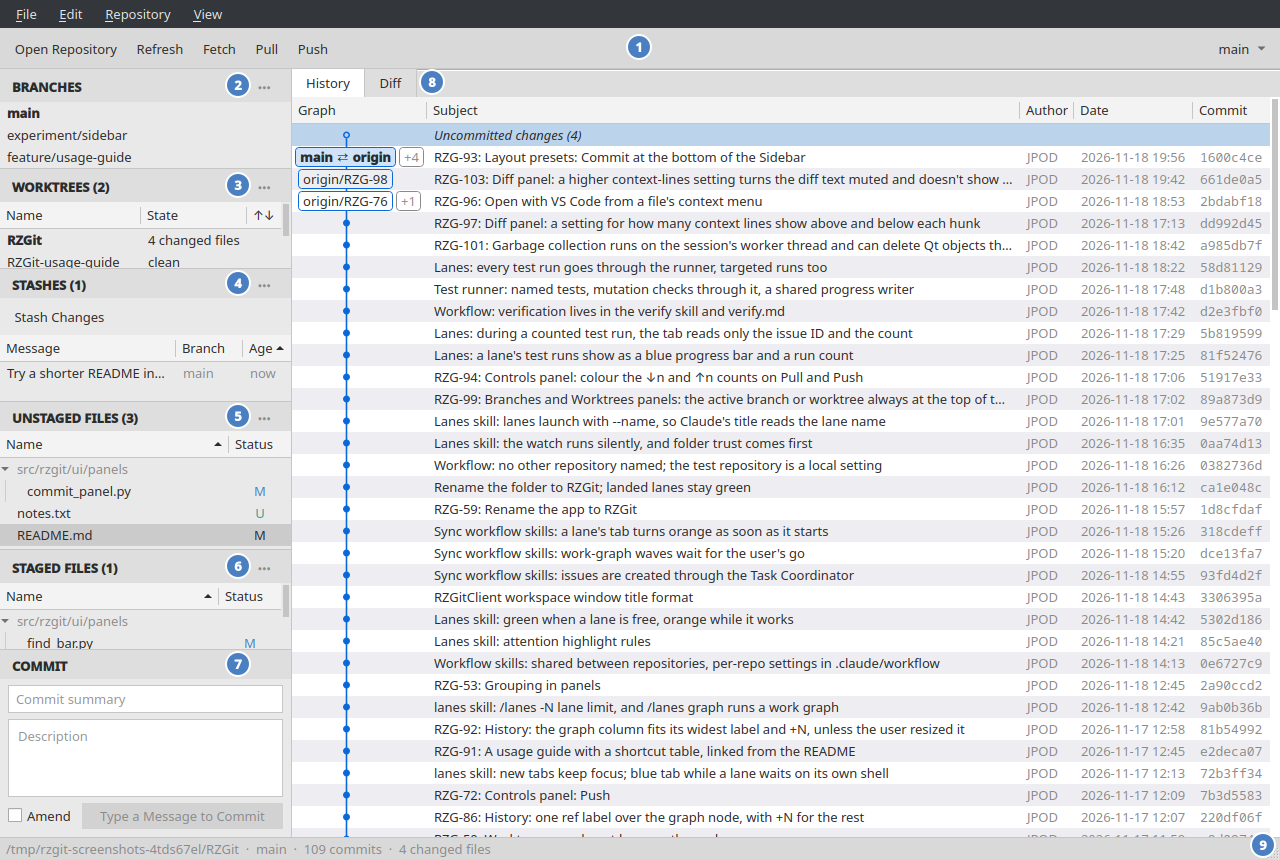 File Edit Repository View
Open Repository Refresh Fetch Pull Push 1 main
BRANCHES 2 ...
main
experiment/sidebar
feature/usage-guide
WORKTREES (2) 3 ...
Name State ↑↓
RZGit 4 changed files
RZGit-usage-guide clean
STASHES (1) 4 ...
Stash Changes
Message Branch Age
Try a shorter README in... main now
UNSTAGED FILES (3) 5 ...
Name Status
src/rzgit/ui/panels
commit_panel.py M
notes.txt U
README.md M
STAGED FILES (1) 6 ...
Name Status
src/rzgit/ui/panels
find_bar.py M
COMMIT 7
Commit summary
Description
Amend Type a Message to Commit
History Diff 8
Graph Subject Author Date Commit
Uncommitted changes (4)
main ⇄ origin +4 RZG-93: Layout presets: Commit at the bottom of the Sidebar JPOD 2026-11-18 19:56 1600c4ce
origin/RZG-98 RZG-103: Diff panel: a higher context-lines setting turns the diff text muted and doesn't show ... JPOD 2026-11-18 19:42 661de0a5
origin/RZG-76 +1 RZG-96: Open with VS Code from a file's context menu JPOD 2026-11-18 18:53 2bdabf18
RZG-97: Diff panel: a setting for how many context lines show above and below each hunk JPOD 2026-11-18 17:13 dd992d45
RZG-101: Garbage collection runs on the session's worker thread and can delete Qt objects th... JPOD 2026-11-18 18:42 a985db7f
Lanes: every test run goes through the runner, targeted runs too JPOD 2026-11-18 18:22 58d81129
Test runner: named tests, mutation checks through it, a shared progress writer JPOD 2026-11-18 17:48 d1b800a3
Workflow: verification lives in the verify skill and verify.md JPOD 2026-11-18 17:42 d2e3fbf0
Lanes: during a counted test run, the tab reads only the issue ID and the count JPOD 2026-11-18 17:29 5b819599
Lanes: a lane's test runs show as a blue progress bar and a run count JPOD 2026-11-18 17:25 81f52476
RZG-94: Controls panel: colour the ↓n and ↑n counts on Pull and Push JPOD 2026-11-18 17:06 51917e33
RZG-99: Branches and Worktrees panels: the active branch or worktree always at the top of t... JPOD 2026-11-18 17:02 89a873d9
Lanes skill: lanes launch with --name, so Claude's title reads the lane name JPOD 2026-11-18 17:01 9e577a70
Lanes skill: the watch runs silently, and folder trust comes first JPOD 2026-11-18 16:35 0aa74d13
Workflow: no other repository named; the test repository is a local setting JPOD 2026-11-18 16:26 0382736d
Rename the folder to RZGit; landed lanes stay green JPOD 2026-11-18 16:12 ca1e048c
RZG-59: Rename the app to RZGit JPOD 2026-11-18 15:57 1d8cfdaf
Sync workflow skills: a lane's tab turns orange as soon as it starts JPOD 2026-11-18 15:26 318cdeff
Sync workflow skills: work-graph waves wait for the user's go JPOD 2026-11-18 15:20 dce13fa7
Sync workflow skills: issues are created through the Task Coordinator JPOD 2026-11-18 14:55 93fd4d2f
RZGitClient workspace window title format JPOD 2026-11-18 14:43 3306395a
Lanes skill: green when a lane is free, orange while it works JPOD 2026-11-18 14:42 5302d186
Lanes skill: attention highlight rules JPOD 2026-11-18 14:21 85c5ae40
Workflow skills: shared between repositories, per-repo settings in .claude/workflow JPOD 2026-11-18 14:13 0e6727c9
RZG-53: Grouping in panels JPOD 2026-11-18 12:45 2a90ccd2
lanes skill: /lanes -N lane limit, and /lanes graph runs a work graph JPOD 2026-11-18 12:42 9ab0b36b
RZG-92: History: the graph column fits its widest label and +N, unless the user resized it JPOD 2026-11-17 12:58 81b54992
RZG-91: A usage guide with a shortcut table, linked from the README JPOD 2026-11-17 12:45 e2deca07
lanes skill: new tabs keep focus; blue tab while a lane waits on its own shell JPOD 2026-11-17 12:13 72b3ff34
RZG-72: Controls panel: Push JPOD 2026-11-17 12:09 7b3d5583
RZG-86: History: one ref label over the graph node, with +N for the rest JPOD 2026-11-17 12:07 220df06f
/tmp/rzgit-screenshots-4tds67el/RZGit · main · 109 commits · 4 changed files 9